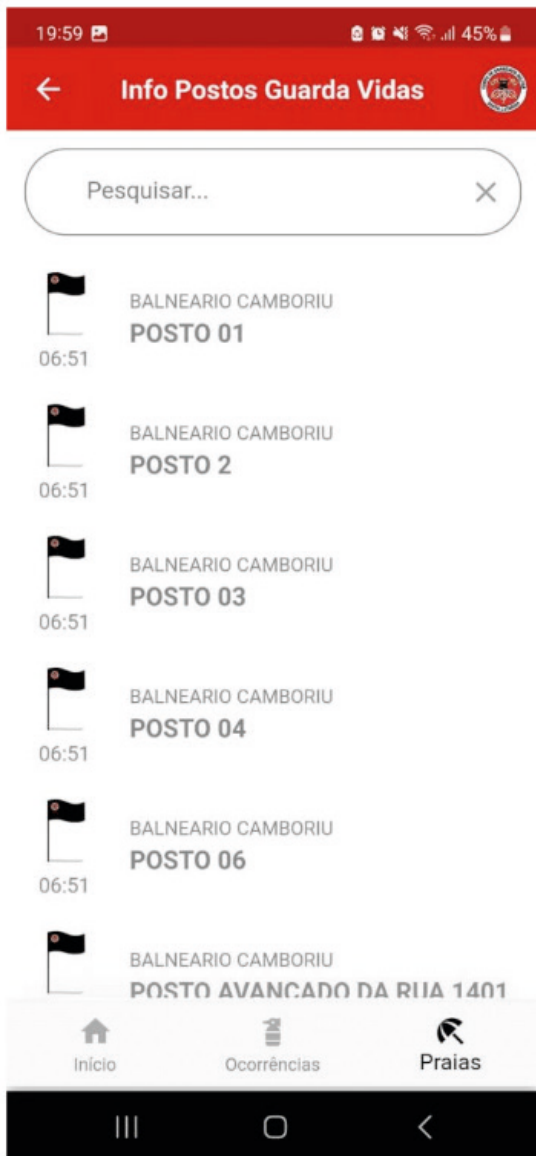 19:59 45%
Info Postos Guarda Vidas
Pesquisar...
BALNEARIO CAMBORIU
POSTO 01
06:51
BALNEARIO CAMBORIU
POSTO 2
06:51
BALNEARIO CAMBORIU
POSTO 03
06:51
BALNEARIO CAMBORIU
POSTO 04
06:51
BALNEARIO CAMBORIU
POSTO 06
06:51
BALNEARIO CAMBORIU
POSTO AVANCADO DA RUA 1401
Início Ocorrências Praias